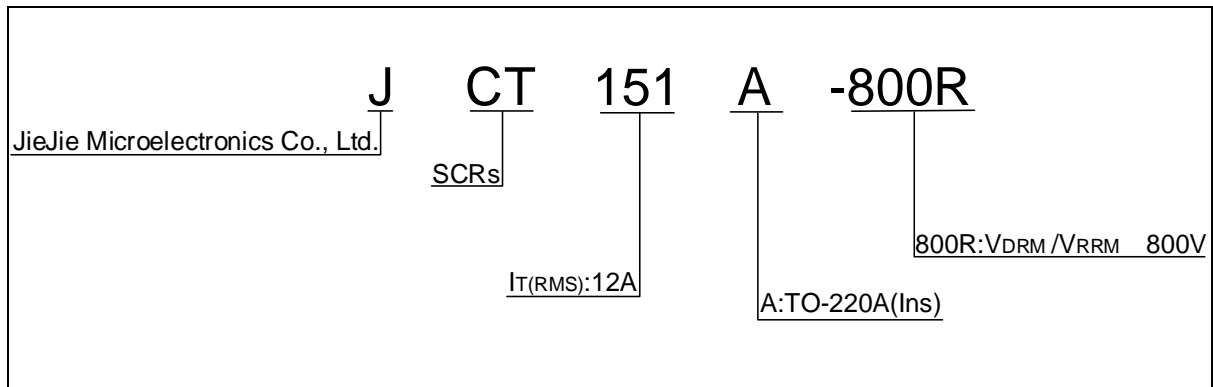 J CT 151 A -800R
JieJie Microelectronics Co., Ltd.
SCRs
800R:VDRM /VRRM 800V
IT(RMS):12A
A:TO-220A(Ins)